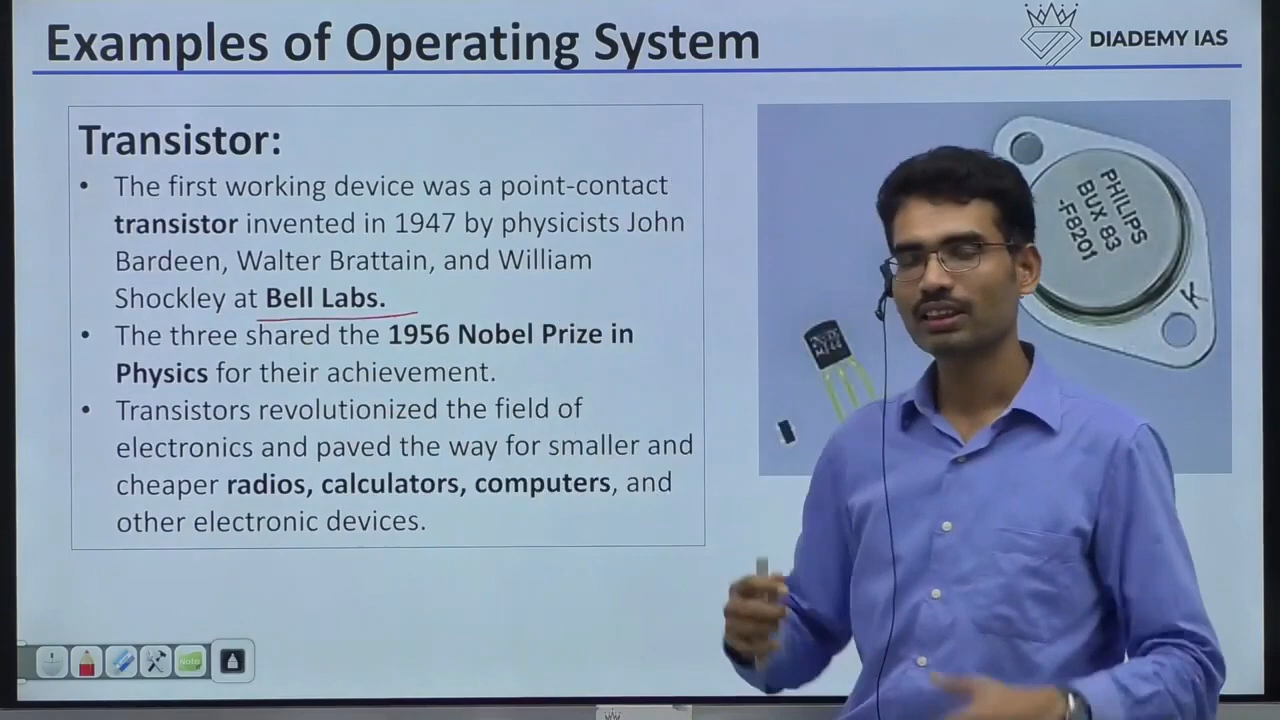 Examples of Operating System
DIADEMY IAS
Transistor:
• The first working device was a point-contact
transistor invented in 1947 by physicists John
Bardeen, Walter Brattain, and William
Shockley at Bell Labs.
• The three shared the 1956 Nobel Prize in
Physics for their achievement.
• Transistors revolutionized the field of
electronics and paved the way for smaller and
cheaper radios, calculators, computers, and
other electronic devices.
PHILIPS
BUX 83
-F8201
K
Note